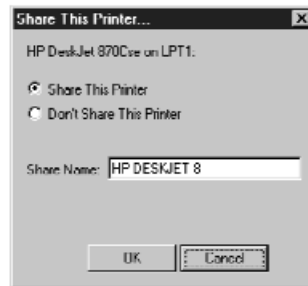 Share This Printer...
HP DeskJet 870Cse on LPT1:
Share This Printer
Don't Share This Printer
Share Name: HP DESKJET 8
OK Cancel